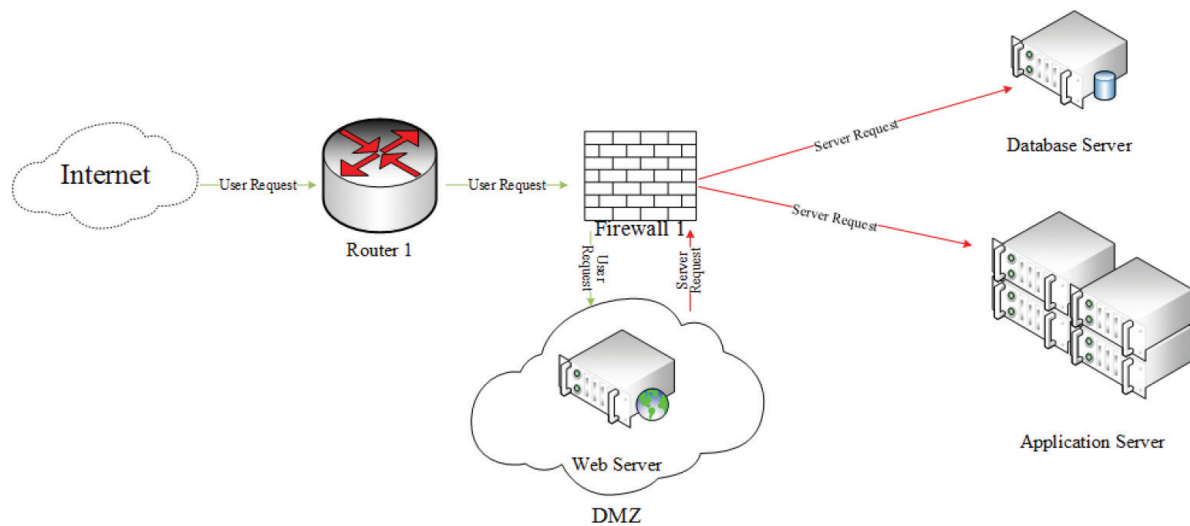 Internet
User Request
Router 1
User Request
Firewall 1
Server Request
Database Server
Server Request
Application Server
User
Request
Server
Request
Web Server
DMZ